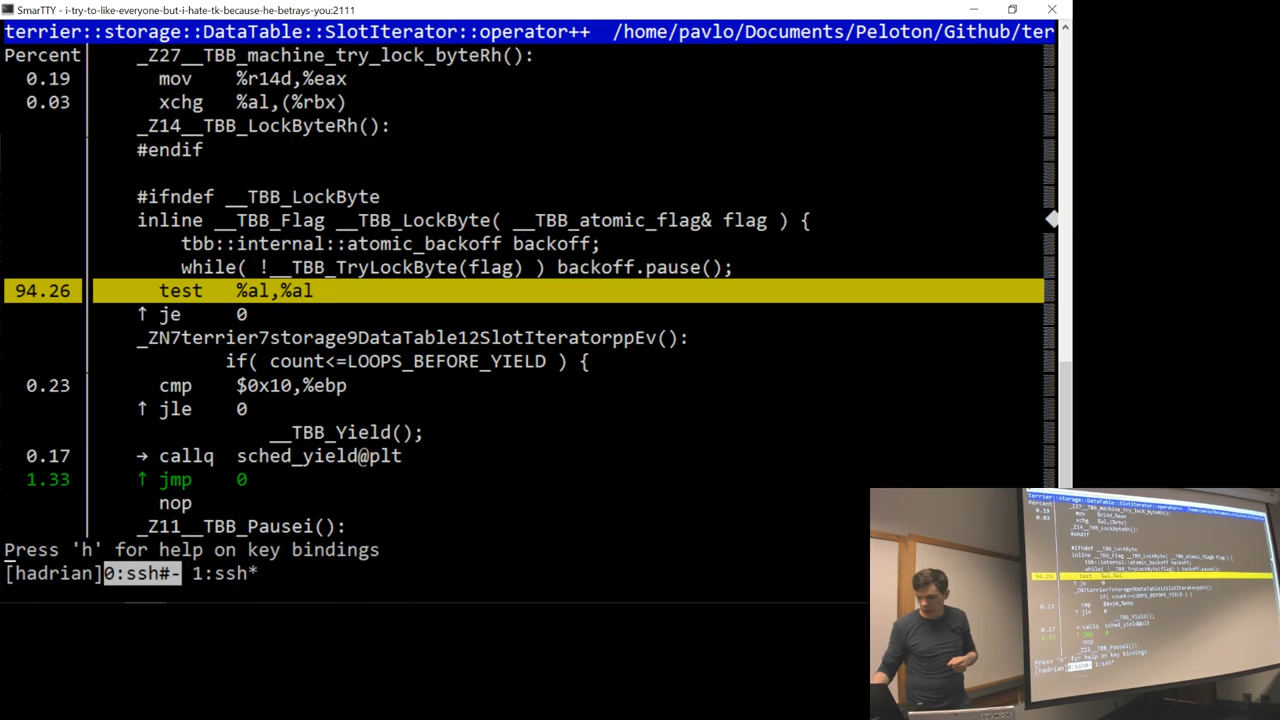 SmarTTY - i-try-to-like-everyone-but-i-hate-tk-because-he-betrays-you:2111
terrier::storage::DataTable::SlotIterator::operator++  /home/pavlo/Documents/Peloton/Github/ter
Percent
_Z27__TBB_machine_try_lock_byteRh():
0.19 mov %r14d,%eax
0.03 xchg %al,(%rbx)
_Z14__TBB_LockByteRh():
#endif
#ifndef __TBB_LockByte
inline __TBB_Flag __TBB_LockByte( __TBB_atomic_flag& flag ) {
tbb::internal::atomic_backoff backoff;
while( !__TBB_TryLockByte(flag) ) backoff.pause();
94.26 test %al,%al
↑ je 0
_ZN7terrier7storage9DataTable12SlotIteratorppEv():
if( count<=LOOPS_BEFORE_YIELD ) {
0.23 cmp $0x10,%ebp
↑ jle 0
__TBB_Yield();
0.17 → callq sched_yield@plt
1.33 ↑ jmp 0
nop
_Z11__TBB_Pausei():
Press 'h' for help on key bindings
[hadrian]0:ssh#- 1:ssh*